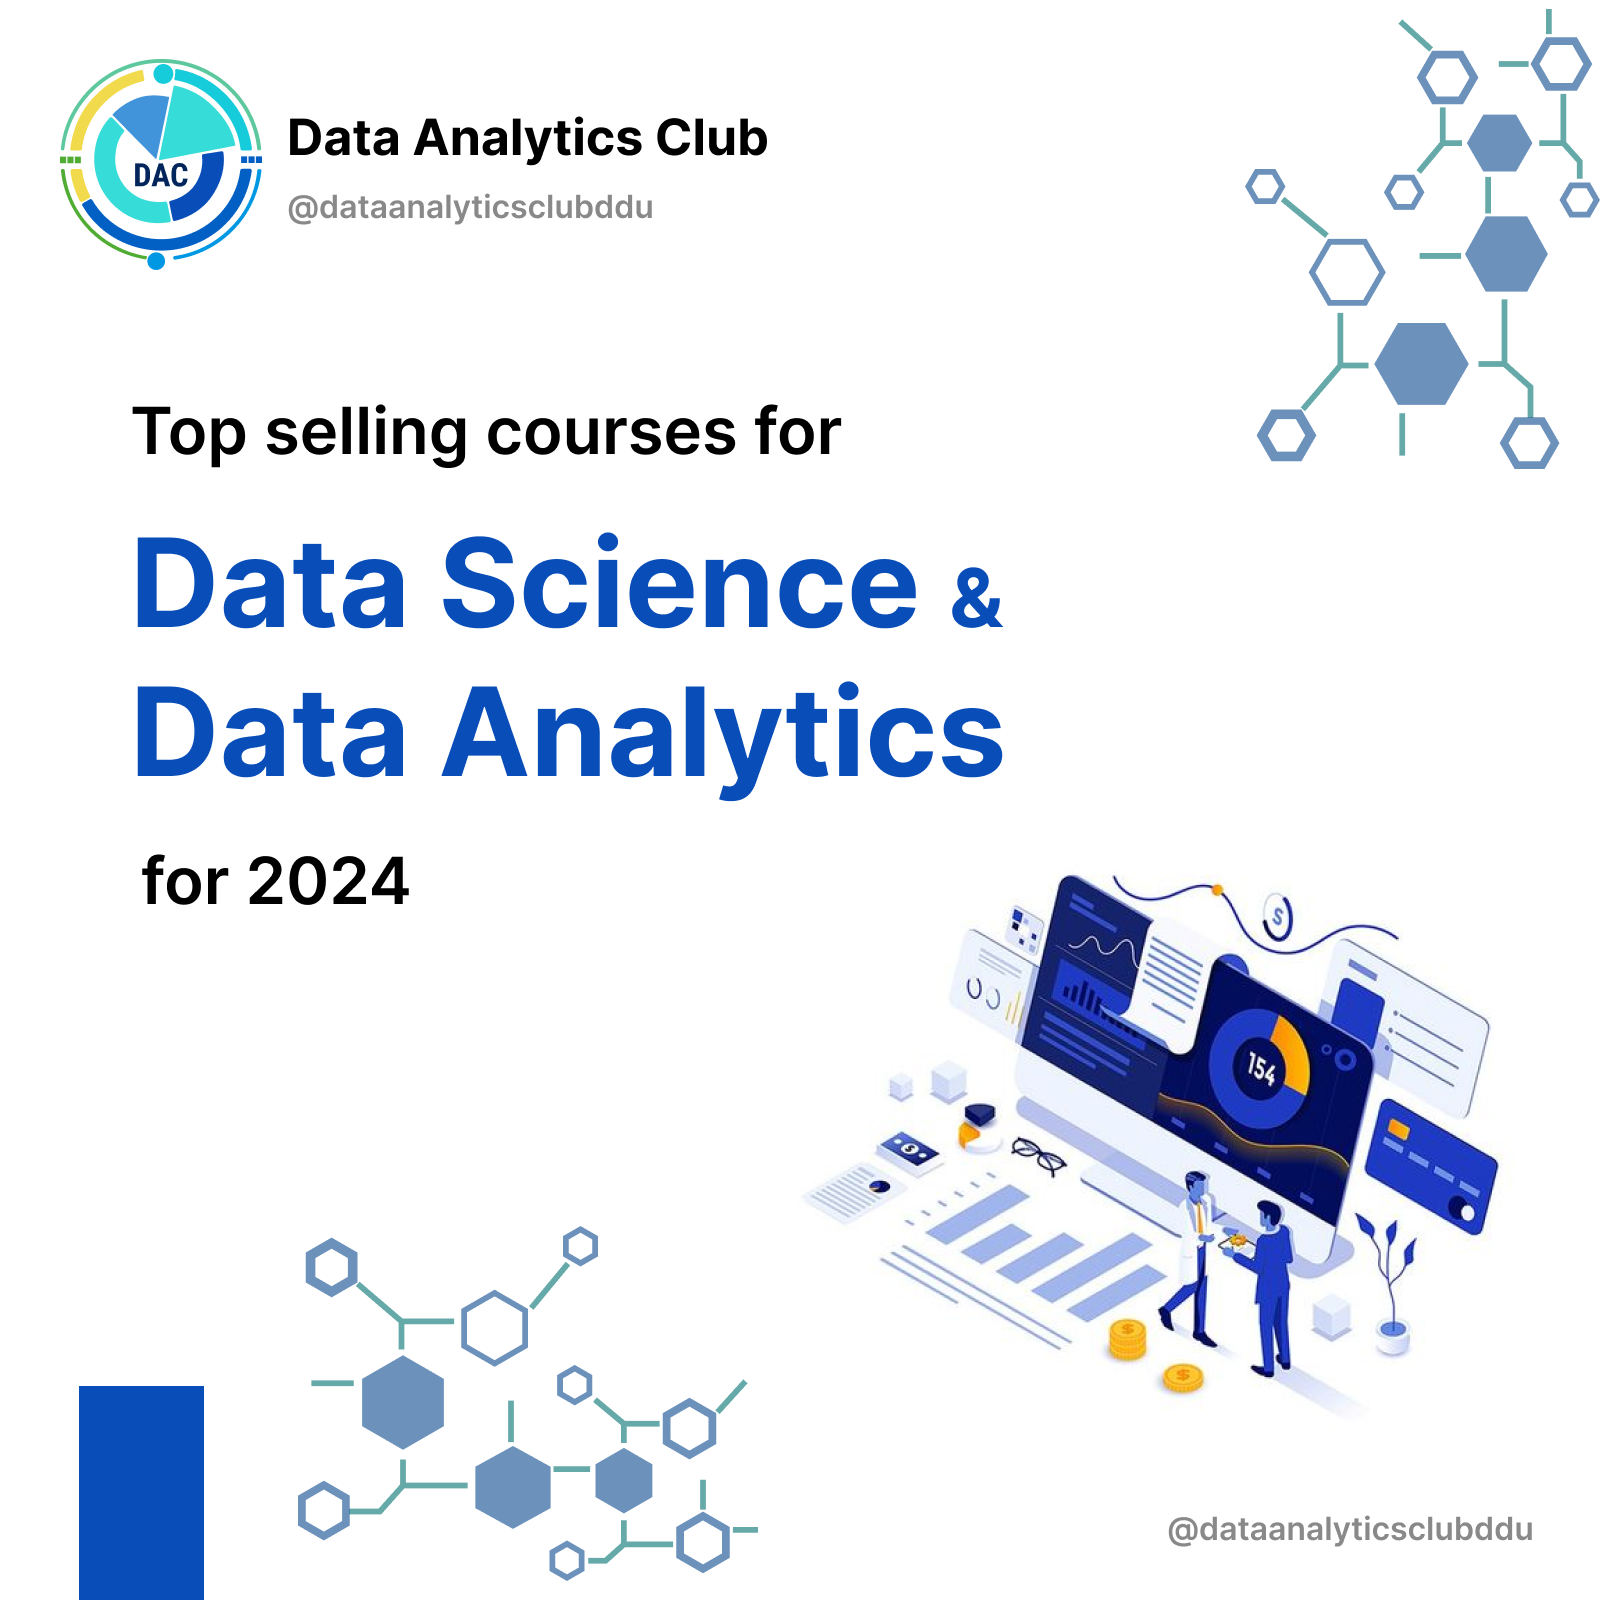 DAC
Data Analytics Club
@dataanalyticsclubddu
Top selling courses for
Data Science &
Data Analytics
for 2024
$
154
$
$
$
@dataanalyticsclubddu